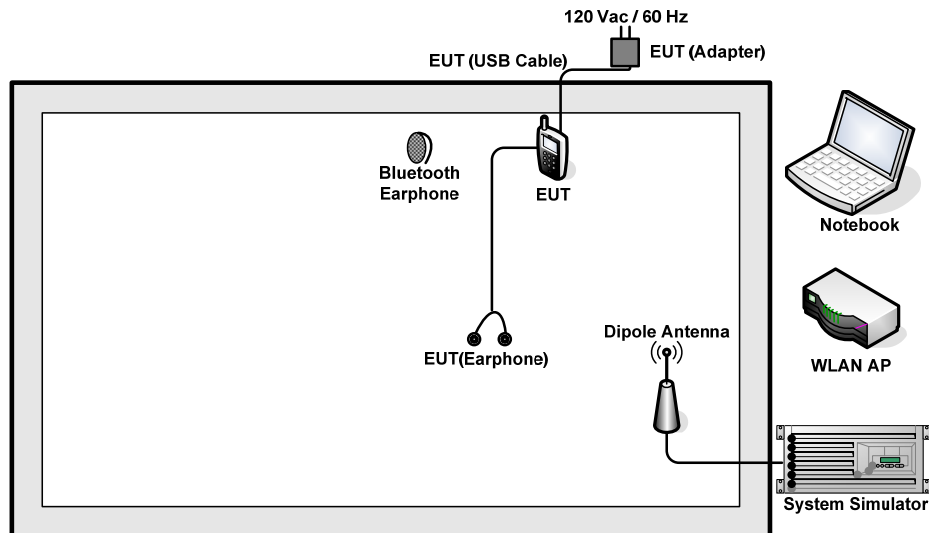 120 Vac / 60 Hz
EUT (Adapter)
EUT (USB Cable)
Bluetooth
Earphone
EUT
Notebook
Dipole Antenna
EUT(Earphone)
WLAN AP
System Simulator